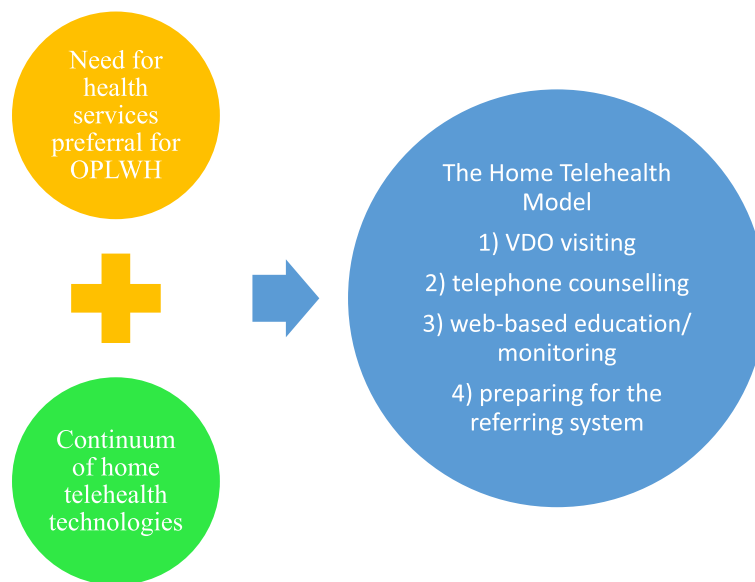 Need for
health
services
preferral for
OPLWH
Continuum
of home
telehealth
technologies
The Home Telehealth
Model
1) VDO visiting
2) telephone counselling
3) web-based education/
monitoring
4) preparing for the
referring system